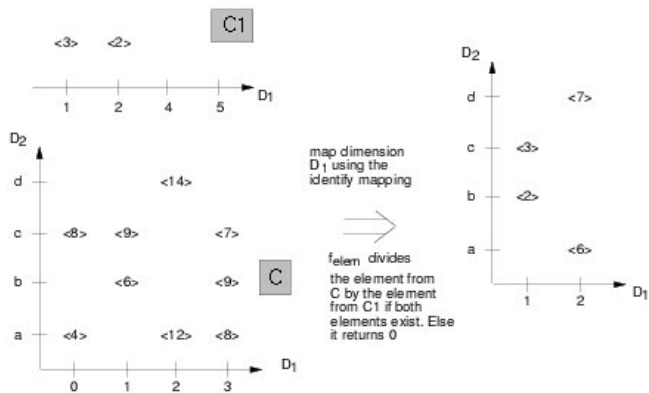 C1
<3> <2>
1 2 4 5 D1
D2
d <14>
c <8> <9> <7>
b <6> <9>
a <4> <12> <8>
0 1 2 3 D1
C
map dimension
D1 using the
identify mapping
felem divides
the element from
C by the element
from C1 if both
elements exist. Else
it returns 0
D2
d <7>
c <3>
b <2>
a <6>
1 2 D1